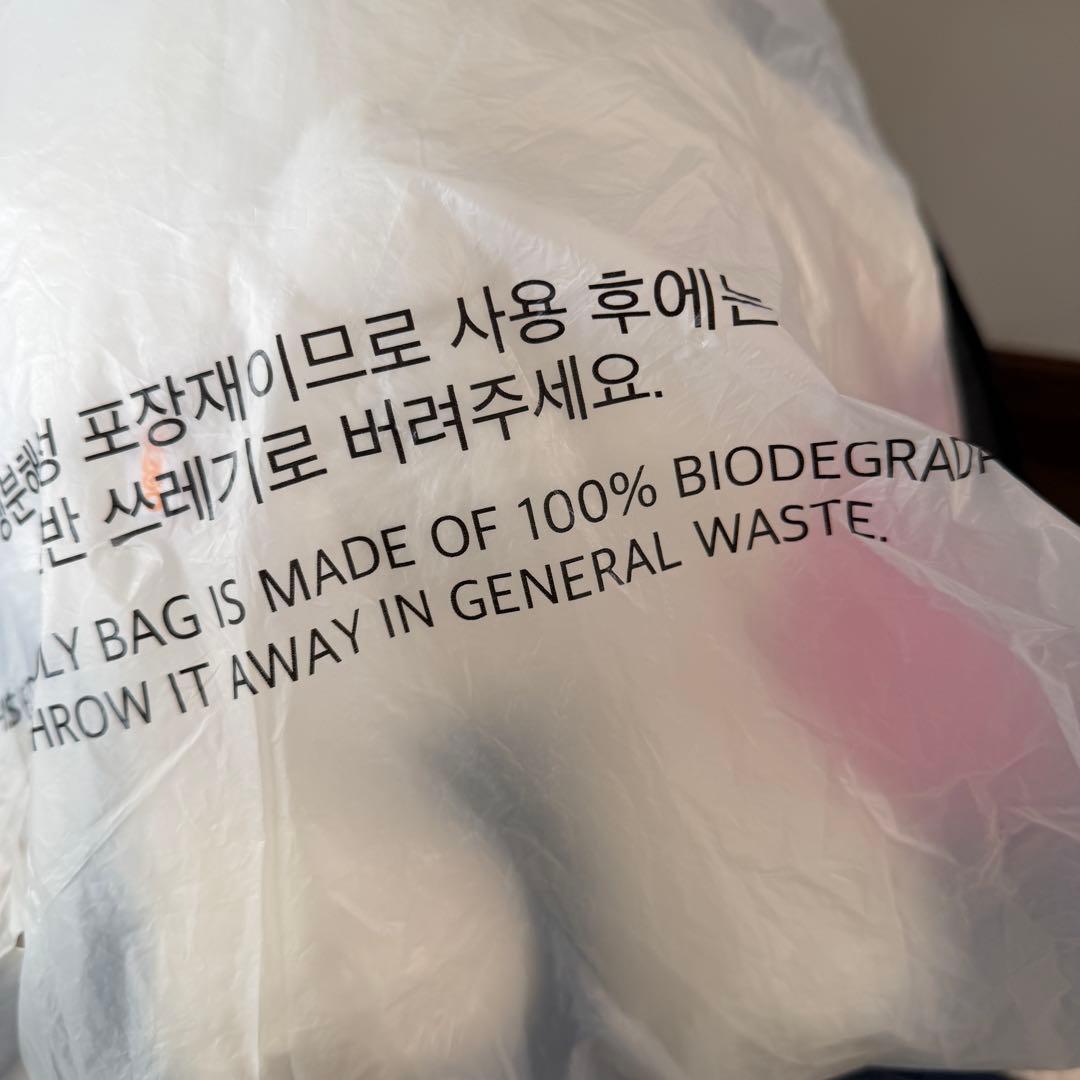 포장재이므로 사용 후에는
쓰레기로 버려주세요.
BAG IS MADE OF 100%
IT AWAY IN GENERAL WASTE.